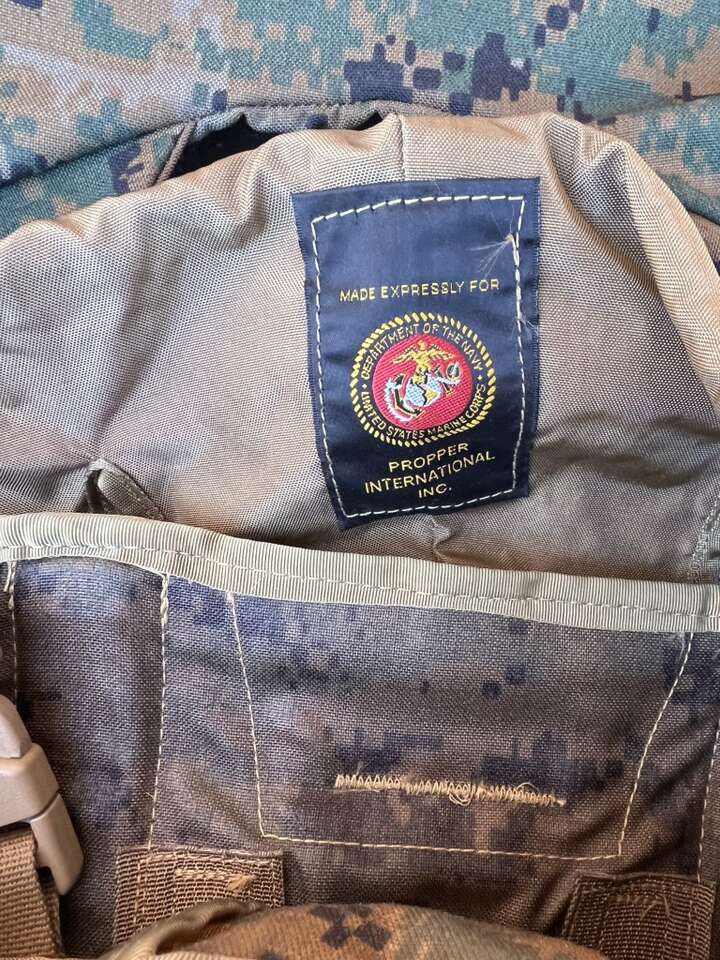 MADE EXPRESSLY FOR
DEPARTMENT OF THE NAVY
UNITED STATES MARINE CORPS
PROPPER
INTERNATIONAL
INC.